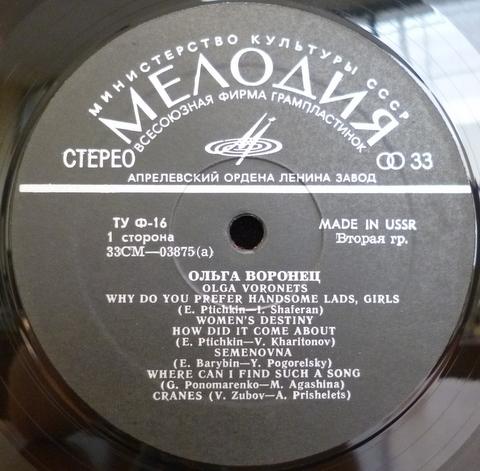 МИНИСТЕРСТВО КУЛЬТУРЫ СССР
МЕЛОДИЯ
ВСЕСОЮЗНАЯ ФИРМА ГРАМПЛАСТИНОК
СТЕРЕО
33
АПРЕЛЕВСКИЙ ОРДЕНА ЛЕНИНА ЗАВОД
ТУ Ф-16
MADE IN USSR
1 сторона
Вторая гр.
33СМ—03875(а)
ОЛЬГА ВОРОНЕЦ
OLGA VORONETS
WHY DO YOU PREFER HANDSOME LADS, GIRLS
(E. Ptichkin—I. Shaferan)
WOMEN'S DESTINY
HOW DID IT COME ABOUT
(E. Ptichkin—V. Kharitonov)
SEMENOVNA
(E. Barybin—Y. Pogorelsky)
WHERE CAN I FIND SUCH A SONG
(G. Ponomarenko—M. Agashina)
CRANES (V. Zubov—A. Prishelets)